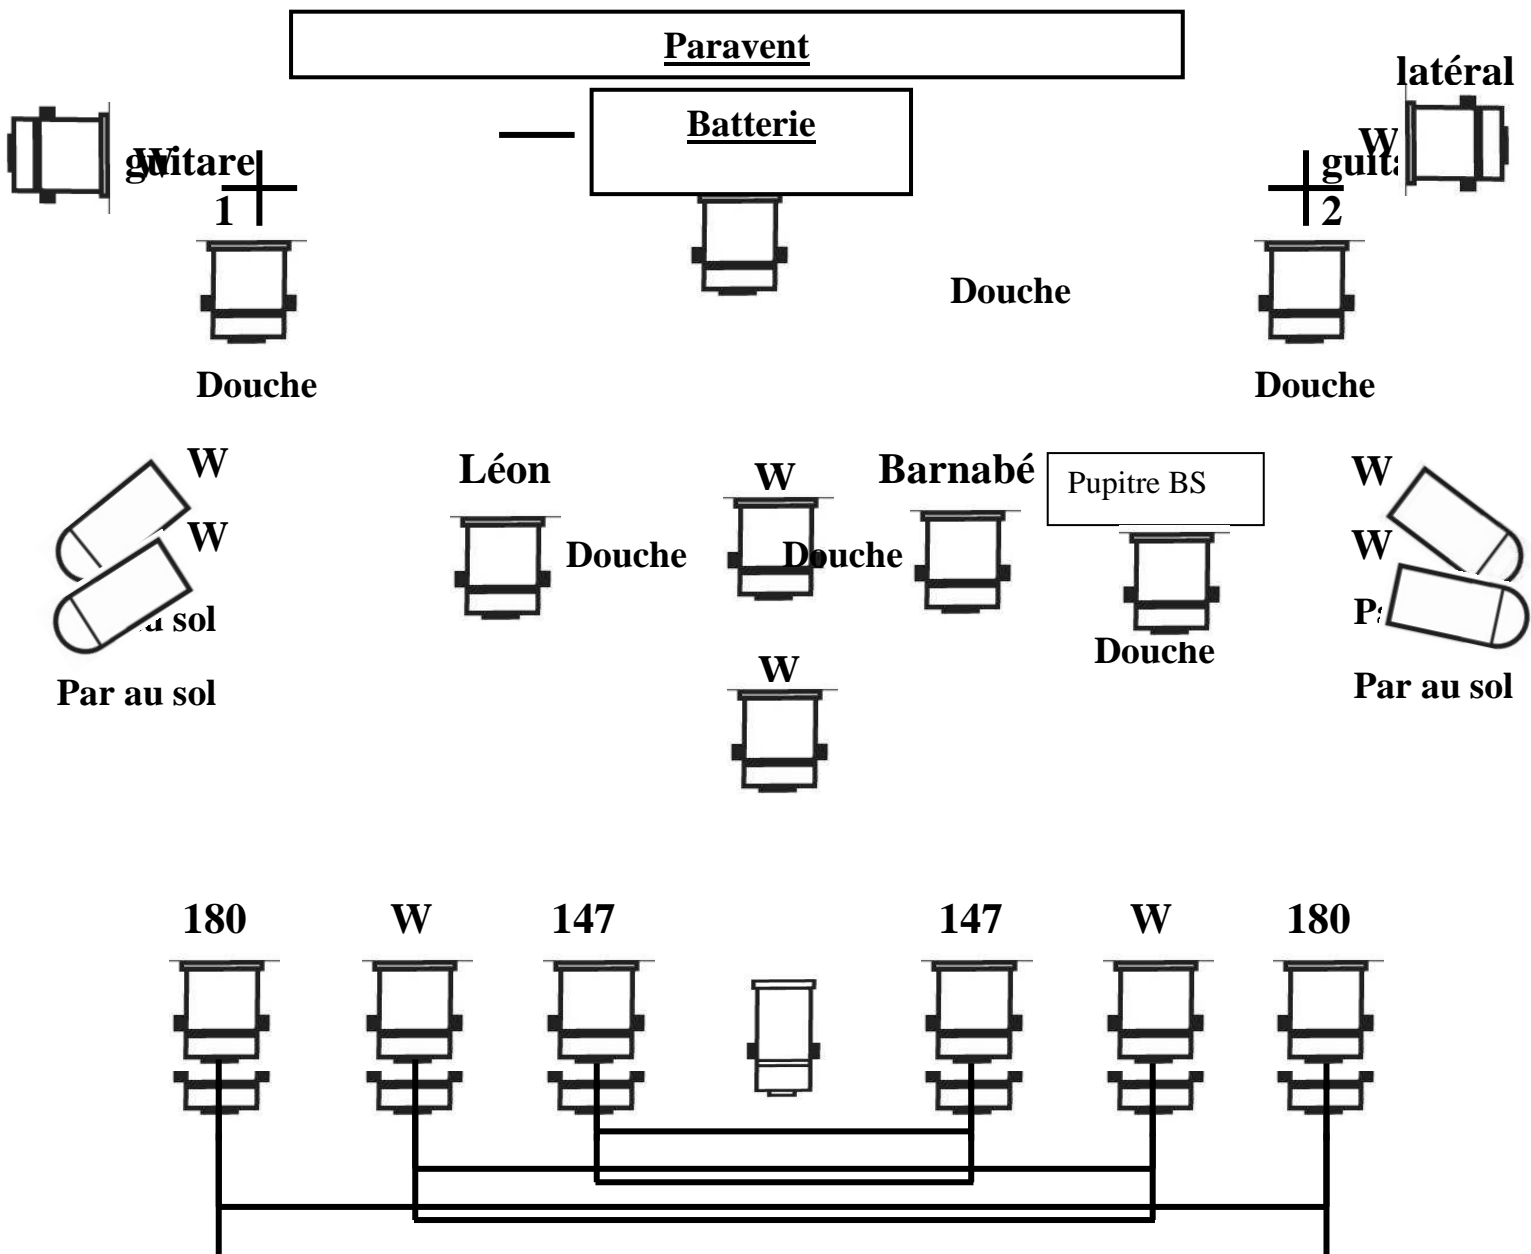 Paravent
latéral
Batterie
W
guitare
W
1
2
Douche
Douche
Douche
W
Léon
W
Barnabé
Pupitre BS
W
W
Douche
Douche
W
sol
Douche
W
Par au sol
Par au sol
180
W
147
147
W
180